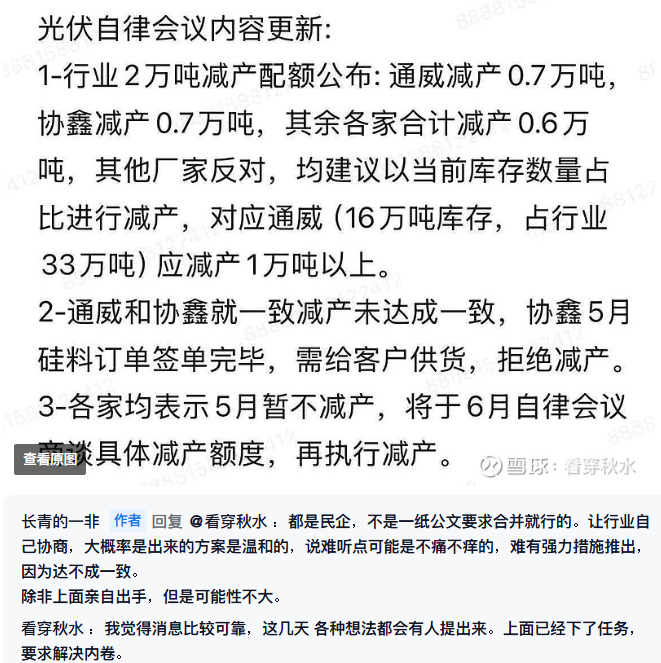 光伏自律会议内容更新:
1-行业2万吨减产配额公布: 通威减产0.7万吨，
协鑫减产0.7万吨，其余各家合计减产0.6万
吨，其他厂家反对，均建议以当前库存数量占
比进行减产，对应通威（16万吨库存，占行业
33万吨）应减产1万吨以上。
2-通威和协鑫就一致减产未达成一致，协鑫5月
硅料订单签单完毕，需给客户供货，拒绝减产。
3-各家均表示5月暂不减产，将于6月自律会议
商谈具体减产额度，再执行减产。
查看原图
雪球：看穿秋水
长青的一非 作者 回复 @看穿秋水 ：都是民企，不是一纸公文要求合并就行的。让行业自
己协商，大概率是出来的方案是温和的，说难听点可能是不痛不痒的，难有强力措施推出，
因为达不成一致。
除非上面亲自出手，但是可能性不大。
看穿秋水 ：我觉得消息比较可靠，这几天 各种想法都会有人提出来。上面已经下了任务，
要求解决内卷。